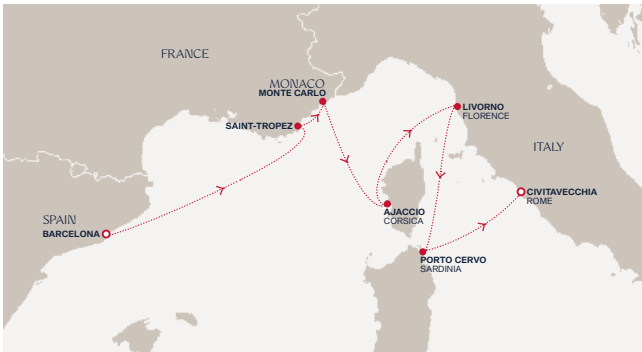 FRANCE
MONACO
MONTE CARLO
SAINT-TROPEZ
LIVORNO
FLORENCE
ITALY
CIVITAVECCHIA
ROME
AJACCIO
CORSICA
SPAIN
BARCELONA
PORTO CERVO
SARDINIA